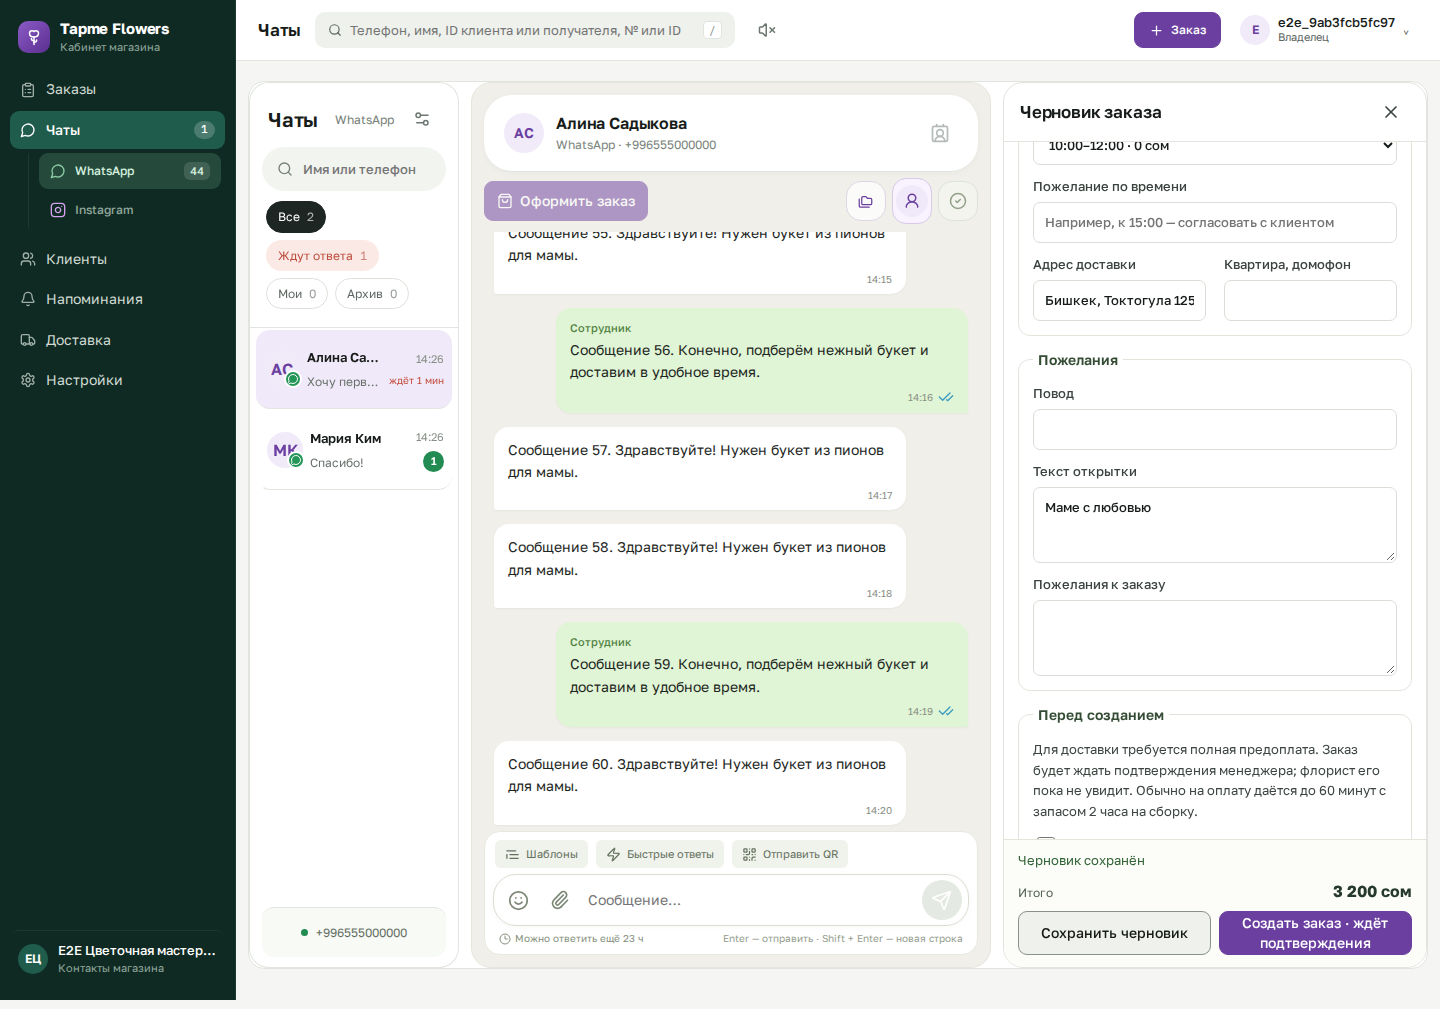 Tapme Flowers
Кабинет магазина
Заказы
Чаты 1
WhatsApp 44
Instagram
Клиенты
Напоминания
Доставка
Настройки
ЕЦ
E2E Цветочная мастер...
Контакты магазина
Чаты
Телефон, имя, ID клиента или получателя, № или ID /
Заказ
E
e2e_9ab3fcb5fc97
Владелец
Чаты WhatsApp
Имя или телефон
Все 2
Ждут ответа 1
Мои 0
Архив 0
АС
Алина Са... 14:26
Хочу перв... ждёт 1 мин
МК
Мария Ким 14:26
Спасибо! 1
+996555000000
АС
Алина Садыкова
WhatsApp · +996555000000
Оформить заказ
Сообщение 55. Здравствуйте! Нужен букет из пионов
для мамы.
14:15
Сотрудник
Сообщение 56. Конечно, подберём нежный букет и
доставим в удобное время.
14:16
Сообщение 57. Здравствуйте! Нужен букет из пионов
для мамы.
14:17
Сообщение 58. Здравствуйте! Нужен букет из пионов
для мамы.
14:18
Сотрудник
Сообщение 59. Конечно, подберём нежный букет и
доставим в удобное время.
14:19
Сообщение 60. Здравствуйте! Нужен букет из пионов
для мамы.
14:20
Шаблоны
Быстрые ответы
Отправить QR
Сообщение...
Можно ответить ещё 23 ч
Enter — отправить · Shift + Enter — новая строка
Черновик заказа
10:00–12:00 · 0 сом
Пожелание по времени
Например, к 15:00 — согласовать с клиентом
Адрес доставки
Квартира, домофон
Бишкек, Токтогула 125
Пожелания
Повод
Текст открытки
Маме с любовью
Пожелания к заказу
Перед созданием
Для доставки требуется полная предоплата. Заказ
будет ждать подтверждения менеджера; флорист его
пока не увидит. Обычно на оплату даётся до 60 минут с
запасом 2 часа на сборку.
Черновик сохранён
Итого 3 200 сом
Сохранить черновик
Создать заказ · ждёт
подтверждения